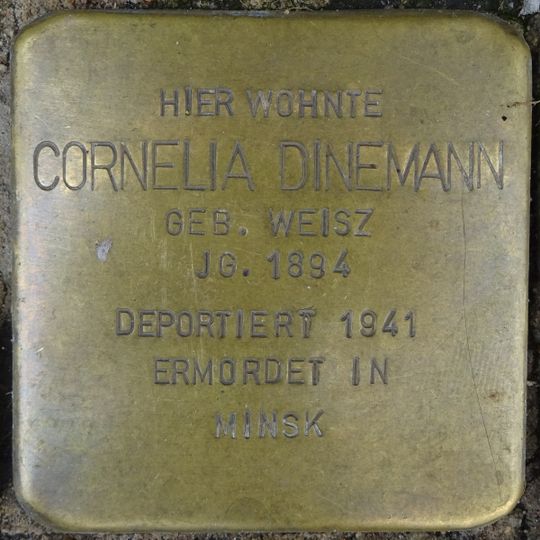 HIER WOHNTE
CORNELIA DINEMANN
GEB. WEISZ
JG. 1894
DEPORTIERT 1941
ERMORDET IN
MINSK